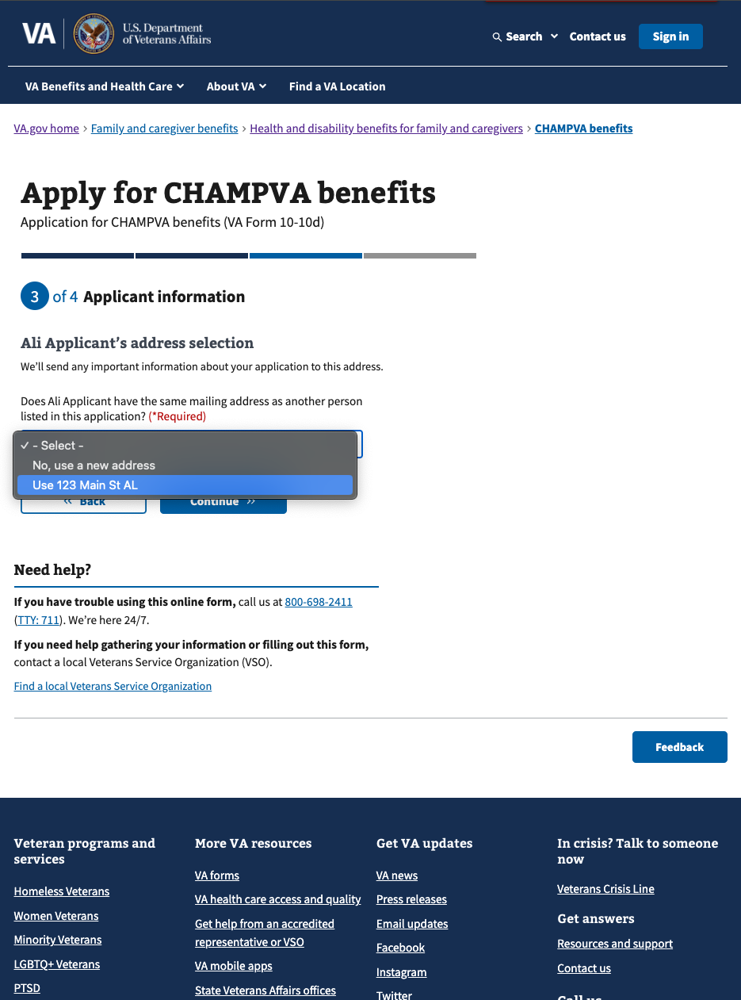 VA
U.S. Department
of Veterans Affairs
Search
Contact us
Sign in
VA Benefits and Health Care
About VA
Find a VA Location
VA.gov home › Family and caregiver benefits › Health and disability benefits for family and caregivers › CHAMPVA benefits
Apply for CHAMPVA benefits
Application for CHAMPVA benefits (VA Form 10-10d)
3 of 4 Applicant information
Ali Applicant’s address selection
We’ll send any important information about your application to this address.
Does Ali Applicant have the same mailing address as another person
listed in this application? (*Required)
✓ - Select -
No, use a new address
Use 123 Main St AL
« Back
Continue »
Need help?
If you have trouble using this online form, call us at 800-698-2411
(TTY: 711). We’re here 24/7.
If you need help gathering your information or filling out this form,
contact a local Veterans Service Organization (VSO).
Find a local Veterans Service Organization
Feedback
Veteran programs and
services
Homeless Veterans
Women Veterans
Minority Veterans
LGBTQ+ Veterans
PTSD
More VA resources
VA forms
VA health care access and quality
Get help from an accredited
representative or VSO
VA mobile apps
State Veterans Affairs offices
Get VA updates
VA news
Press releases
Email updates
Facebook
Instagram
Twitter
In crisis? Talk to someone
now
Veterans Crisis Line
Get answers
Resources and support
Contact us
Call us